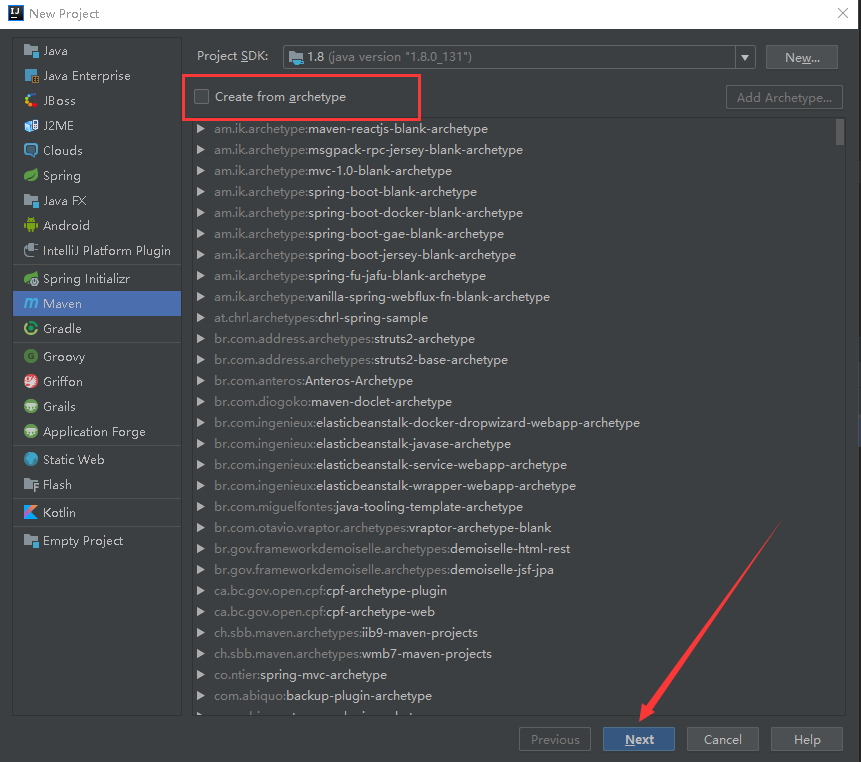 New Project
Java
Java Enterprise
JBoss
J2ME
Clouds
Spring
Java FX
Android
IntelliJ Platform Plugin
Spring Initializr
Maven
Gradle
Groovy
Griffon
Grails
Application Forge
Static Web
Flash
Kotlin
Empty Project
Project SDK: 1.8 (java version "1.8.0_131") New...
Create from archetype Add Archetype...
am.ik.archetype:maven-reactjs-blank-archetype
am.ik.archetype:msgpack-rpc-jersey-blank-archetype
am.ik.archetype:mvc-1.0-blank-archetype
am.ik.archetype:spring-boot-blank-archetype
am.ik.archetype:spring-boot-docker-blank-archetype
am.ik.archetype:spring-boot-gae-blank-archetype
am.ik.archetype:spring-boot-jersey-blank-archetype
am.ik.archetype:spring-fu-jafu-blank-archetype
am.ik.archetype:vanilla-spring-webflux-fn-blank-archetype
at.chrl.archetypes:chrl-spring-sample
br.com.address.archetypes:struts2-archetype
br.com.address.archetypes:struts2-base-archetype
br.com.anteros:Anteros-Archetype
br.com.diogoko:maven-doclet-archetype
br.com.ingenieux:elasticbeanstalk-docker-dropwizard-webapp-archetype
br.com.ingenieux:elasticbeanstalk-javase-archetype
br.com.ingenieux:elasticbeanstalk-service-webapp-archetype
br.com.ingenieux:elasticbeanstalk-wrapper-webapp-archetype
br.com.miguelfontes:java-tooling-template-archetype
br.com.otavio.vraptor.archetypes:vraptor-archetype-blank
br.gov.frameworkdemoiselle.archetypes:demoiselle-html-rest
br.gov.frameworkdemoiselle.archetypes:demoiselle-jsf-jpa
ca.bc.gov.open.cpf:cpf-archetype-plugin
ca.bc.gov.open.cpf:cpf-archetype-web
ch.sbb.maven.archetypes:iib9-maven-projects
ch.sbb.maven.archetypes:wmb7-maven-projects
co.ntier:spring-mvc-archetype
com.abiquo:backup-plugin-archetype
Previous Next Cancel Help